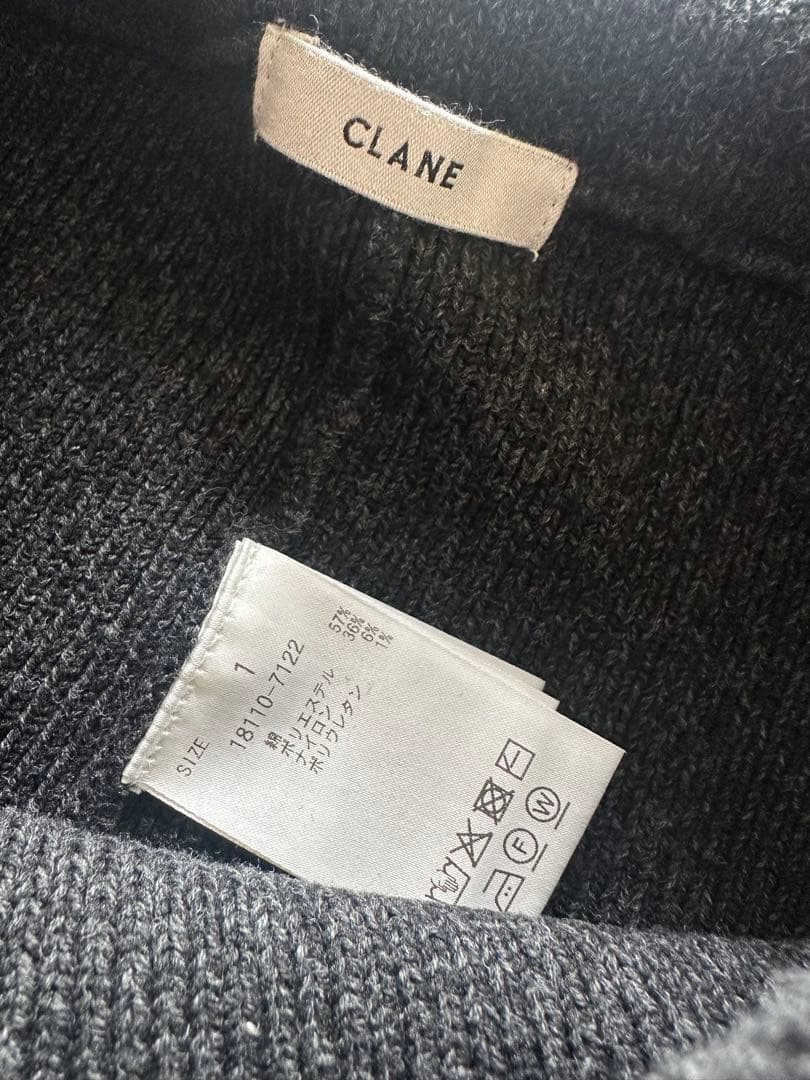 CLANE
SIZE 1
18110-7122
綿 57%
ポリエステル 36%
ナイロン 6%
ポリウレタン 1%
W
F